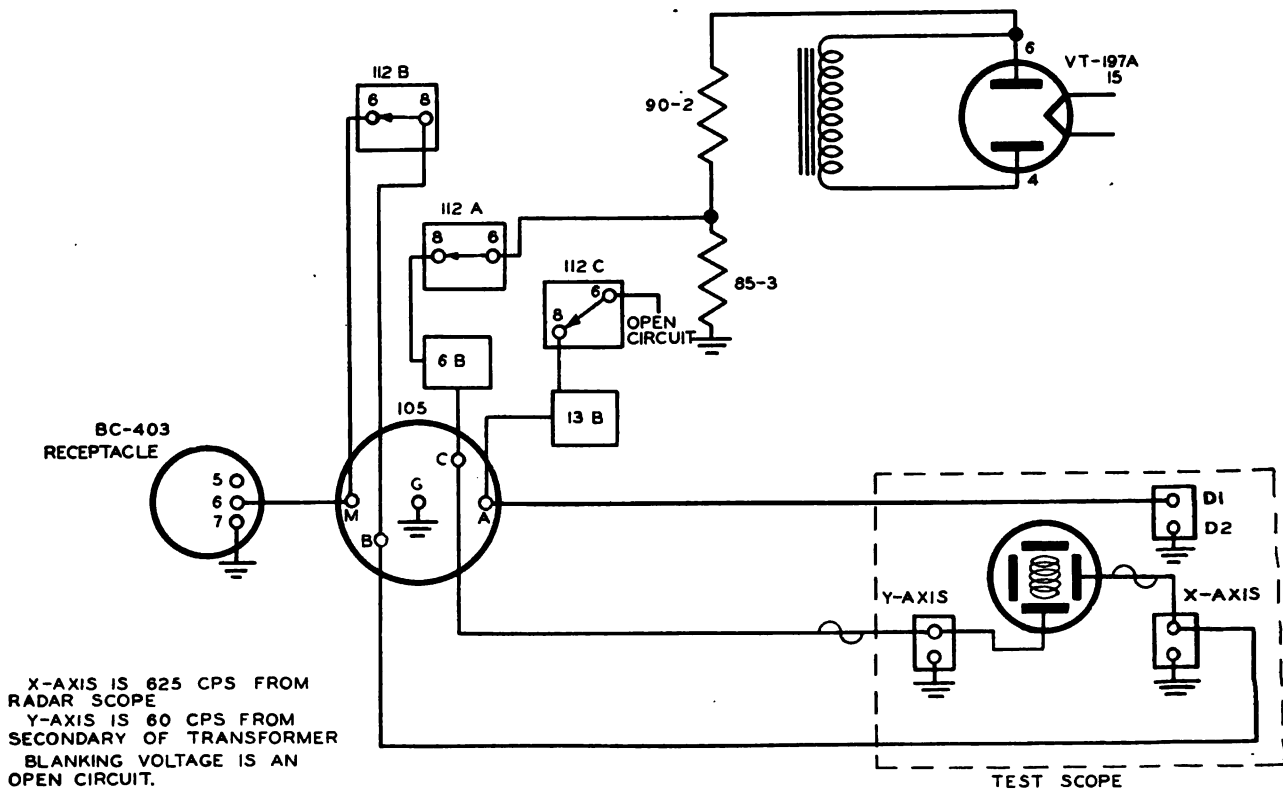 112 B
6 8
90-2
6
VT-197A
15
4
112 A
8 6
85-3
112 C
6
8
OPEN
CIRCUIT
6 B
13 B
105
BC-403
RECEPTACLE
5
6
7
C
G
M
A
B
D1
D2
Y-AXIS
X-AXIS
X-AXIS IS 625 CPS FROM
RADAR SCOPE
Y-AXIS IS 60 CPS FROM
SECONDARY OF TRANSFORMER
BLANKING VOLTAGE IS AN
OPEN CIRCUIT.
TEST SCOPE